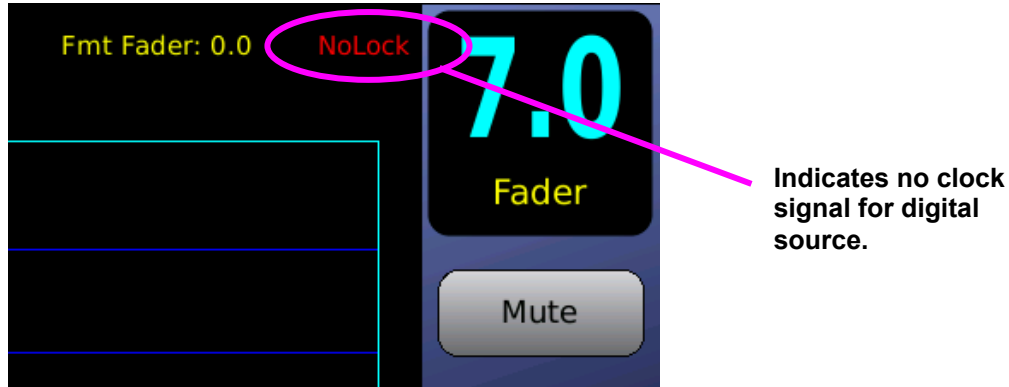 Fmt Fader: 0.0 NoLock
7.0
Fader
Mute
Indicates no clock
signal for digital
source.